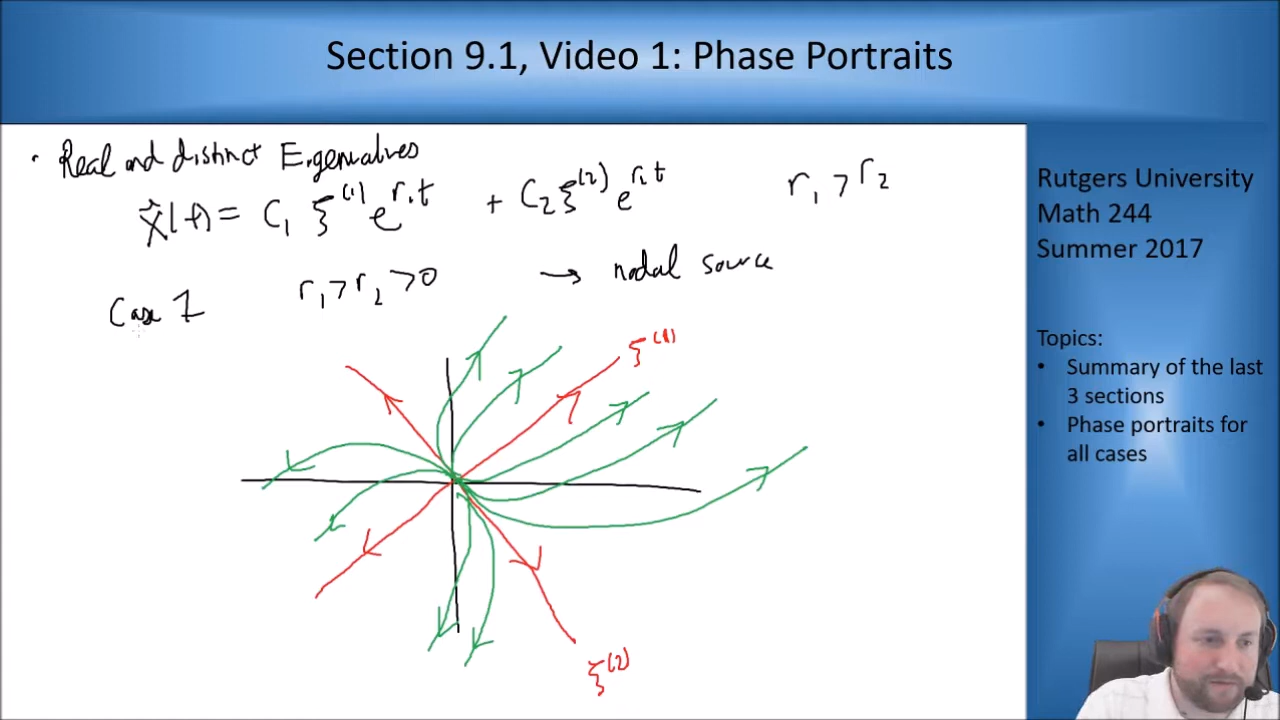 Section 9.1, Video 1: Phase Portraits
• Real and distinct Eigenvalues
x⃗(t) = C₁ ξ⁽¹⁾ e^{r₁t} + C₂ ξ⁽²⁾ e^{r₂t}    r₁ > r₂
Case I    r₁ > r₂ > 0    → nodal source
ξ⁽¹⁾
ξ⁽²⁾
Rutgers University
Math 244
Summer 2017
Topics:
• Summary of the last
3 sections
• Phase portraits for
all cases